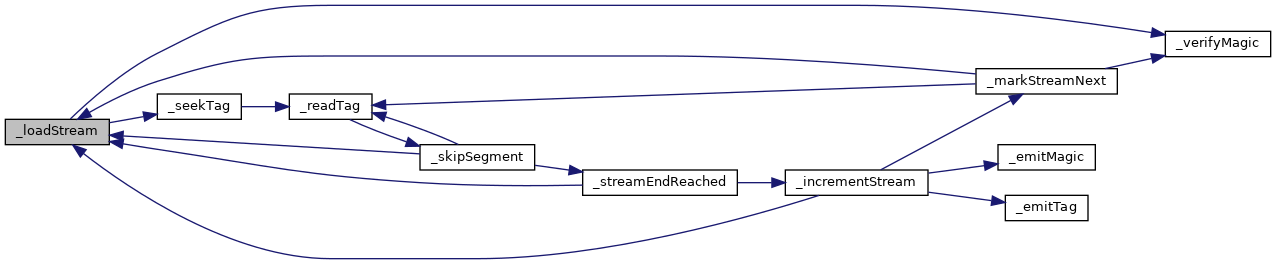 _loadStream
_seekTag
_readTag
_skipSegment
_streamEndReached
_incrementStream
_markStreamNext
_verifyMagic
_emitMagic
_emitTag